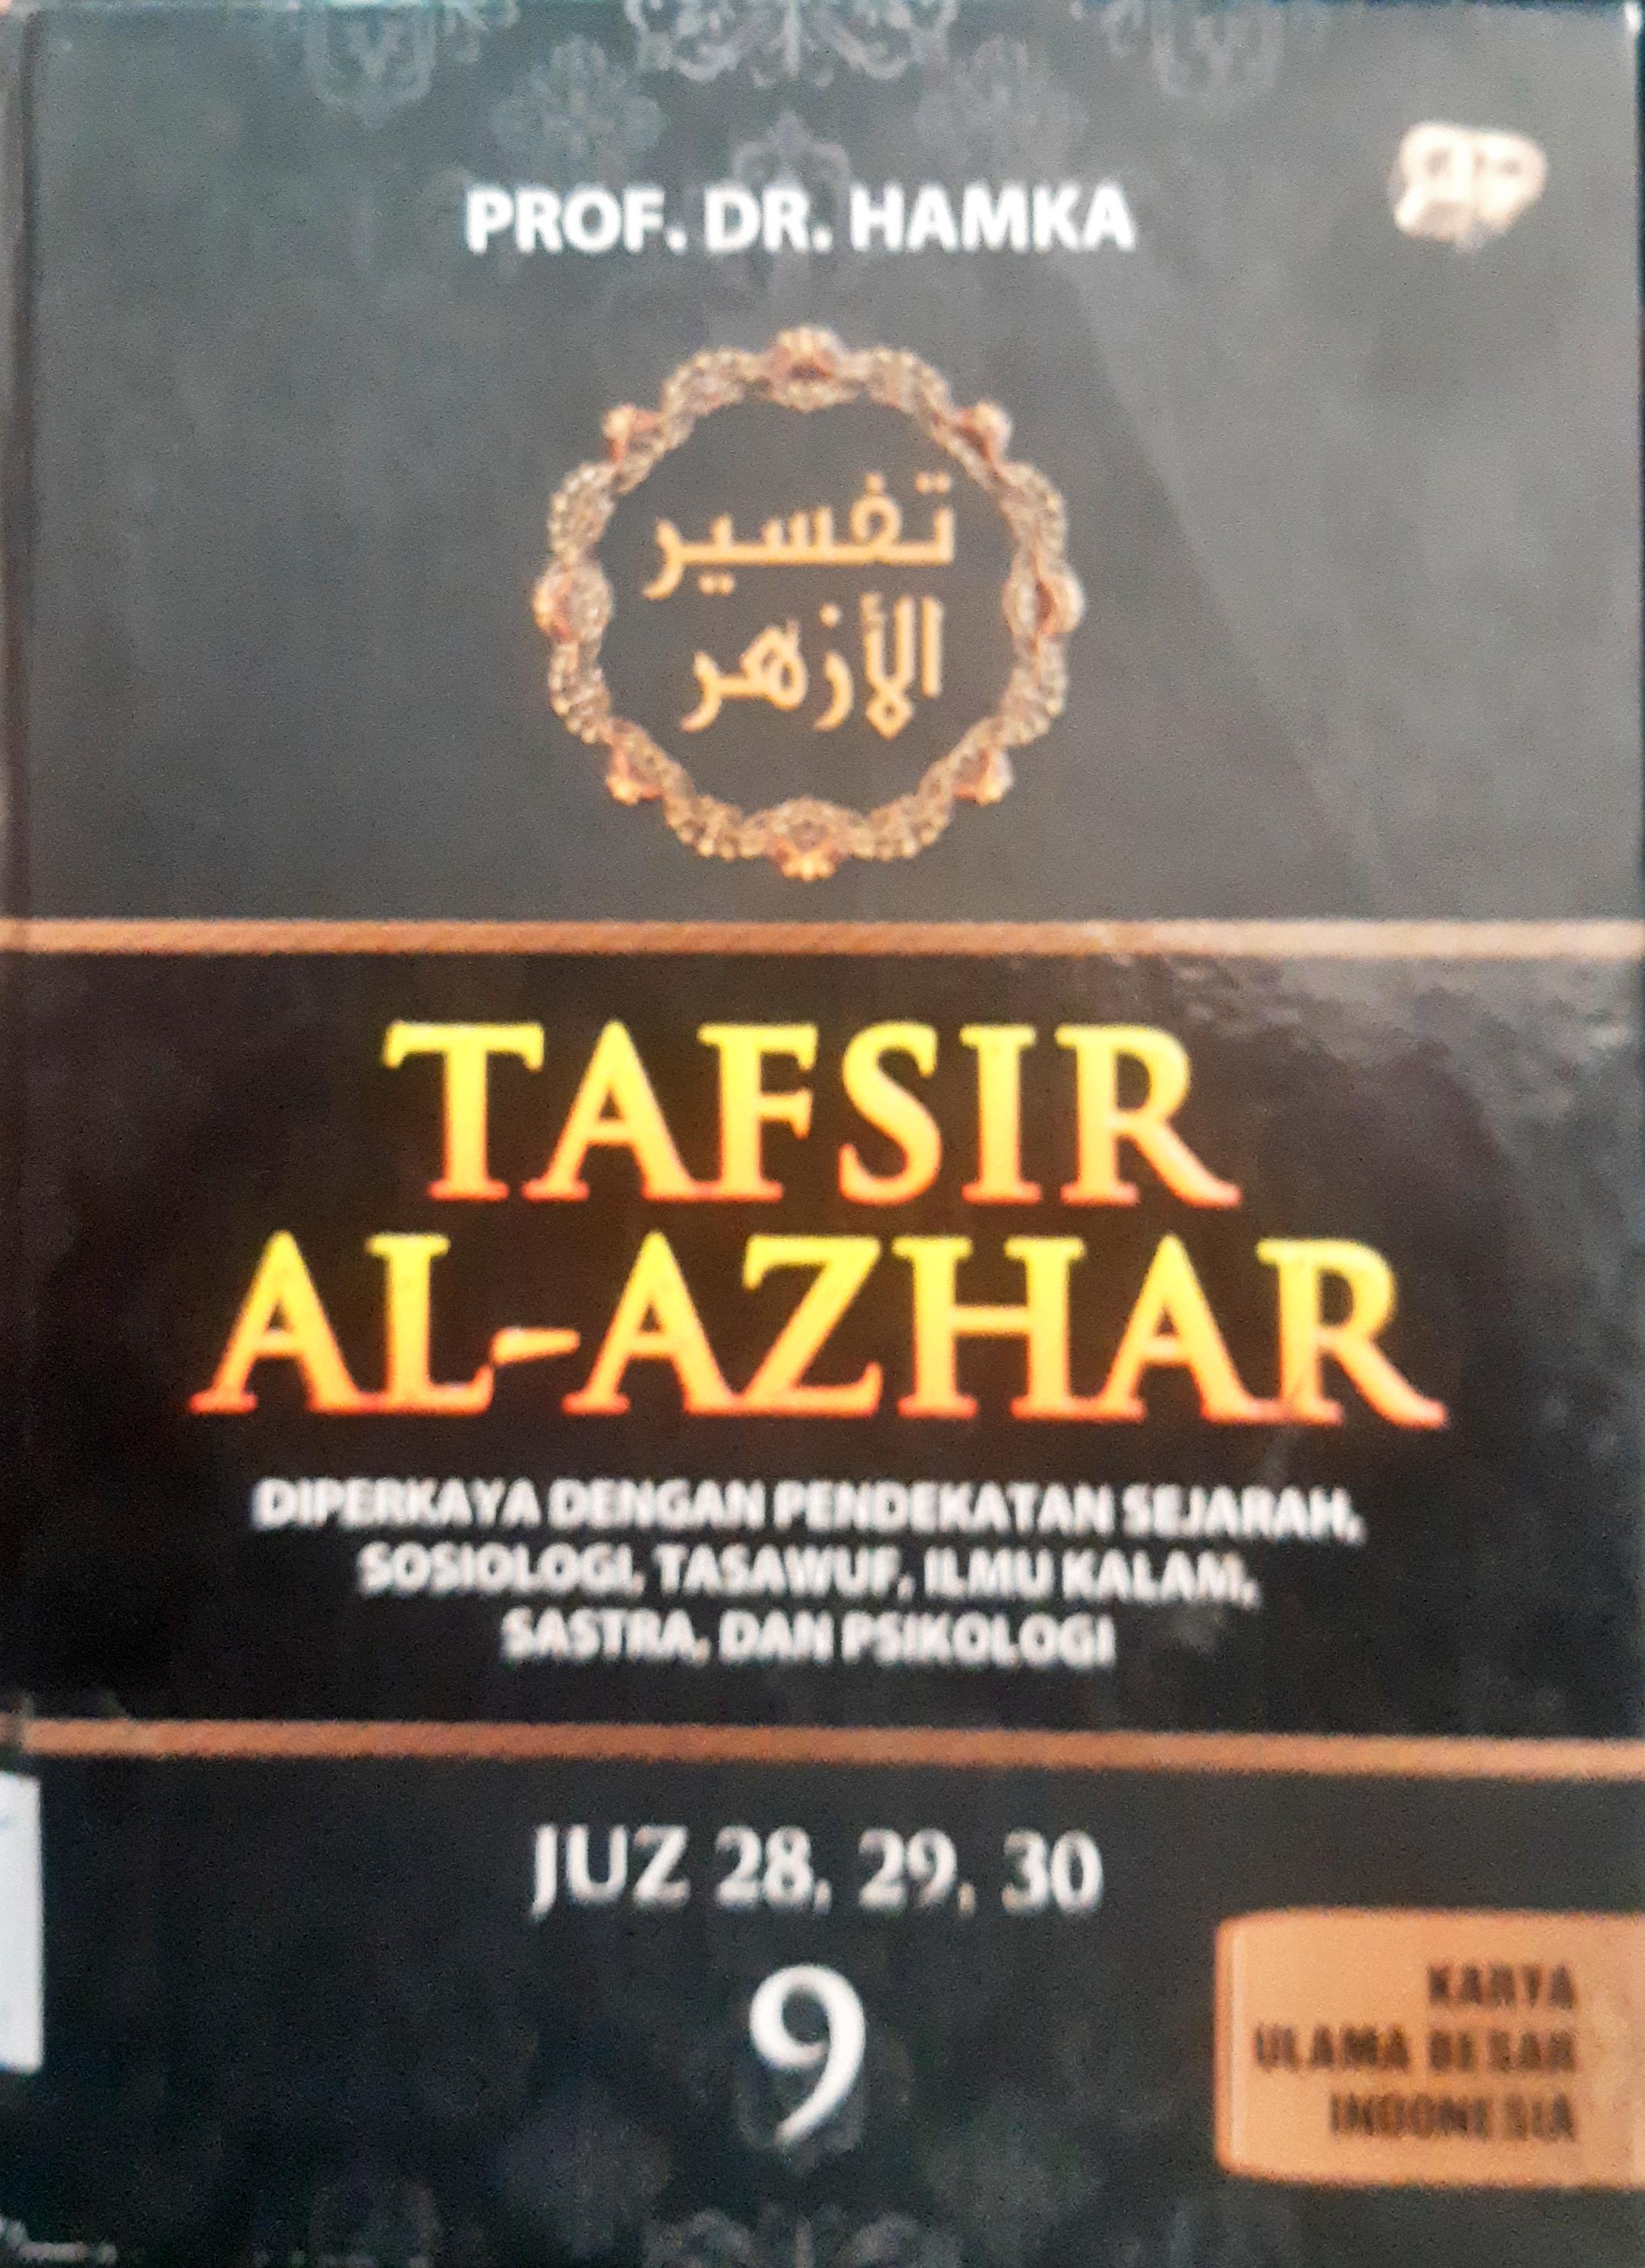 PROF. DR. HAMKA
تفسير
الأزهر
TAFSIR
AL-AZHAR
DIPERKAYA DENGAN PENDEKATAN SEJARAH,
SOSIOLOGI, TASAWUF, ILMU KALAM,
SASTRA, DAN PSIKOLOGI
JUZ 28, 29, 30
9
KARYA
ULAMA BESAR
INDONESIA